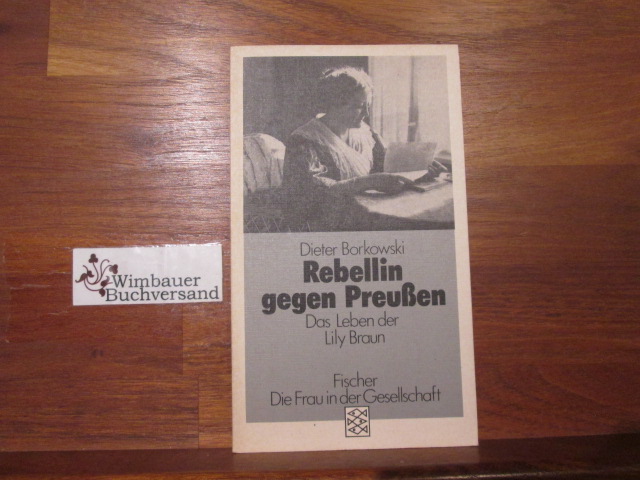 Dieter Borkowski
Rebellin
gegen Preußen
Das Leben der
Lily Braun
Fischer
Die Frau in der Gesellschaft
Wimbauer
Buchversand